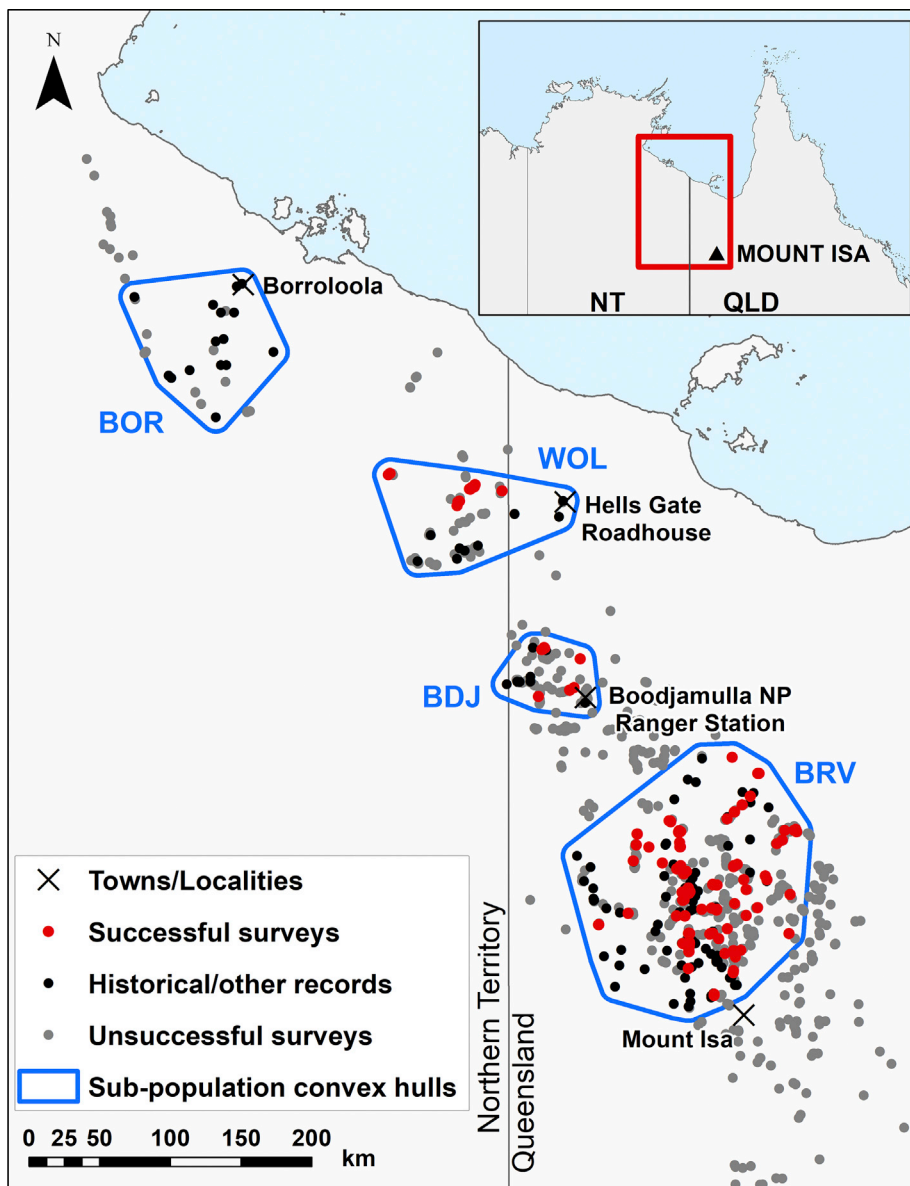 N
MOUNT ISA
NT
QLD
Borroloola
BOR
WOL
Hells Gate
Roadhouse
BDJ
Boodjamulla NP
Ranger Station
BRV
Mount Isa
Northern Territory
Queensland
Towns/Localities
Successful surveys
Historical/other records
Unsuccessful surveys
Sub-population convex hulls
0 25 50 100 150 200
km